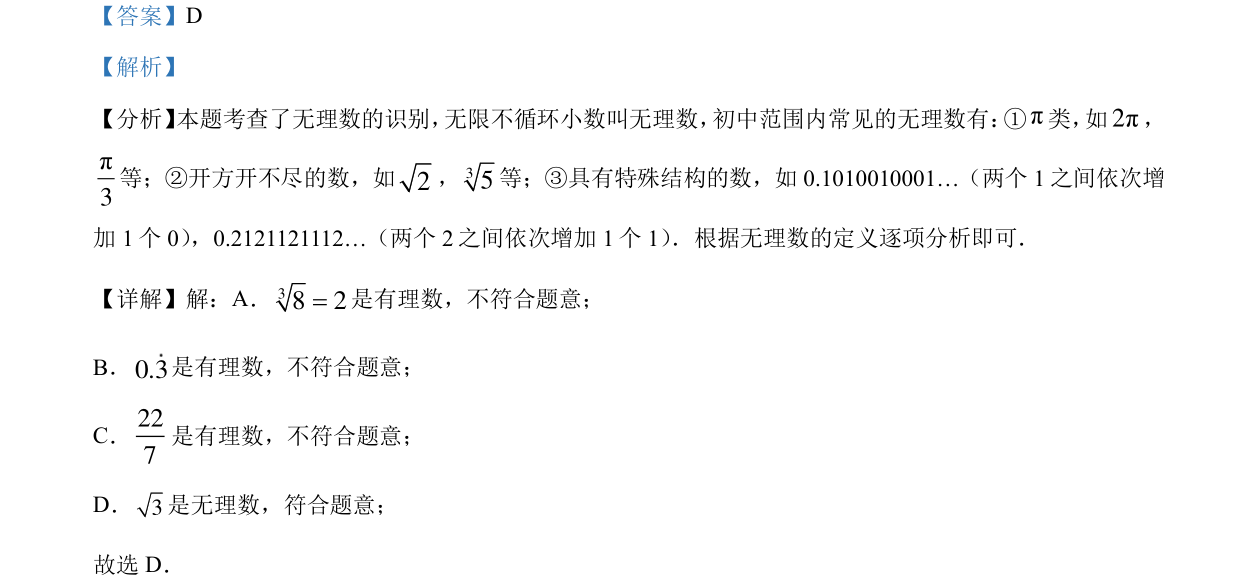 【答案】D
【解析】
【分析】本题考查了无理数的识别，无限不循环小数叫无理数，初中范围内常见的无理数有：①π类，如2π，
π/3等；②开方开不尽的数，如√2，∛5等；③具有特殊结构的数，如0.1010010001…（两个1之间依次增
加1个0），0.2121121112…（两个2之间依次增加1个1）．根据无理数的定义逐项分析即可．
【详解】解：A．∛8=2是有理数，不符合题意；
B．0.3̇是有理数，不符合题意；
C．22/7是有理数，不符合题意；
D．√3是无理数，符合题意；
故选D．